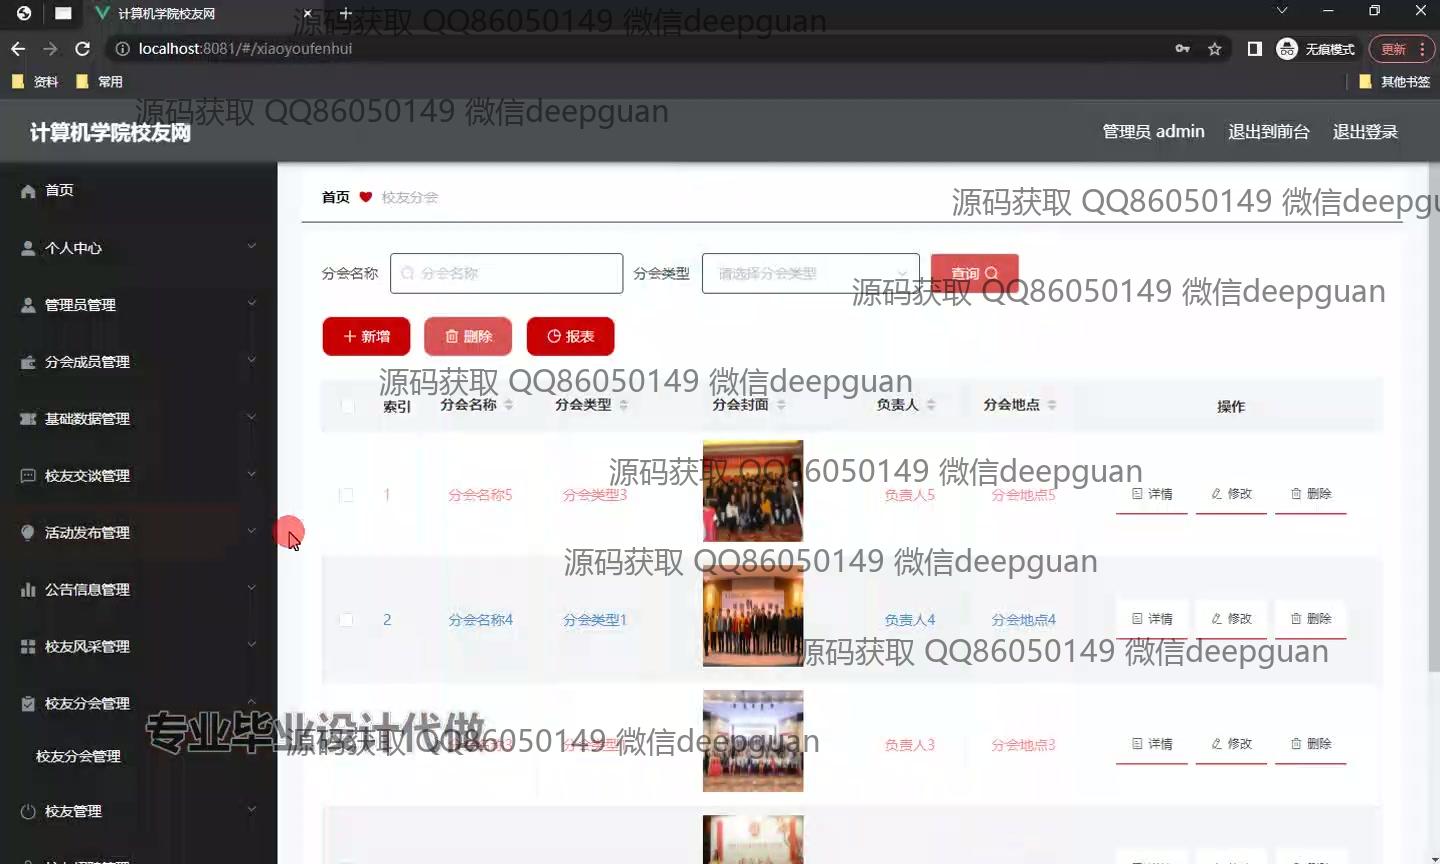 计算机学院校友网
源码获取 QQ86050149 微信deepguan
localhost:8081/#/xiaoyoufenhui
无痕模式
更新
资料
常用
其他书签
源码获取 QQ86050149 微信deepguan
计算机学院校友网
管理员 admin
退出到前台
退出登录
首页
个人中心
管理员管理
分会成员管理
基础数据管理
校友交谈管理
活动发布管理
公告信息管理
校友风采管理
校友分会管理
校友分会管理
校友管理
首页
校友分会
源码获取 QQ86050149 微信deepgu
分会名称
分会名称
分会类型
请选择分会类型
查询
源码获取 QQ86050149 微信deepguan
新增
删除
报表
源码获取 QQ86050149 微信deepguan
索引 分会名称 分会类型 分会封面 负责人 分会地点 操作
源码获取 QQ86050149 微信deepguan
1 分会名称5 分会类型3 负责人5 分会地点5 详情 修改 删除
源码获取 QQ86050149 微信deepguan
2 分会名称4 分会类型1 负责人4 分会地点4 详情 修改 删除
源码获取 QQ86050149 微信deepguan
专业毕业设计代做
源码获取 QQ86050149 微信deepguan
负责人3 分会地点3 详情 修改 删除